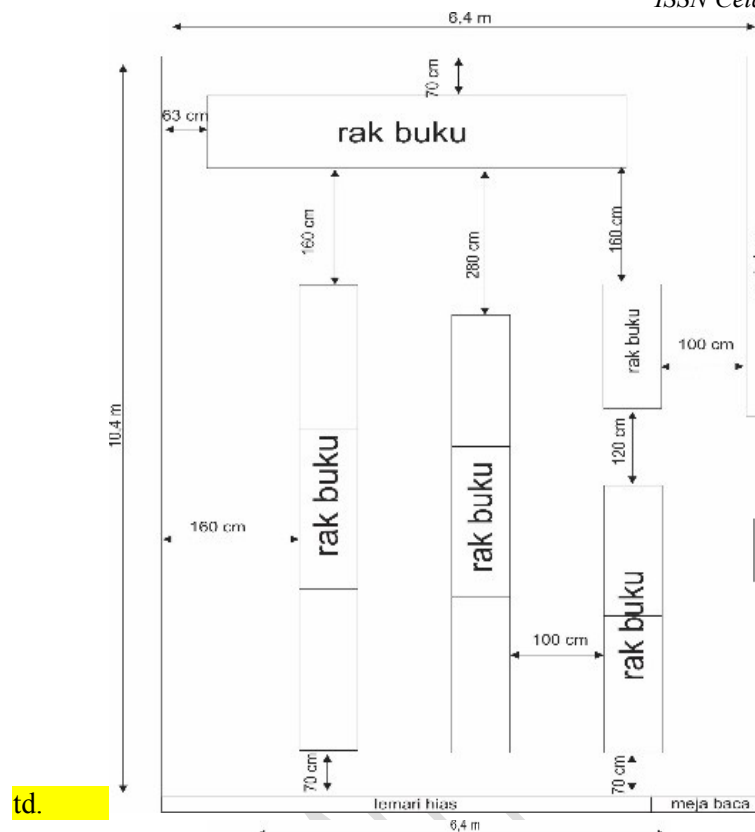 ISSN Ceta
6,4 m
70 cm
63 cm
rak buku
160 cm
280 cm
160 cm
rak buku
100 cm
10.4 m
120 cm
rak buku
rak buku
160 cm
rak buku
100 cm
70 cm
70 cm
td.
lemari hias
meja baca
6,4 m